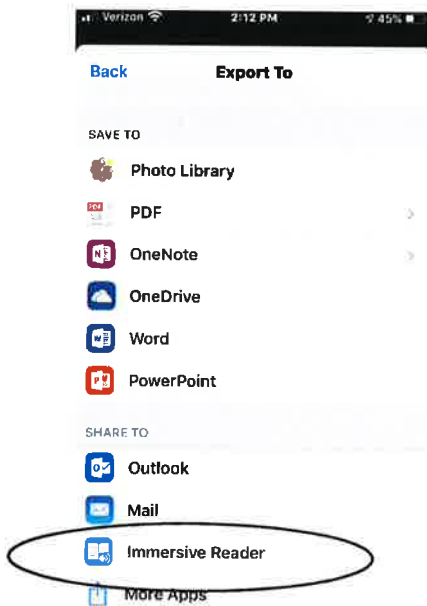 Verizon 2:12 PM 45%
Back Export To
SAVE TO
Photo Library
PDF
OneNote
OneDrive
Word
PowerPoint
SHARE TO
Outlook
Mail
Immersive Reader
More Apps